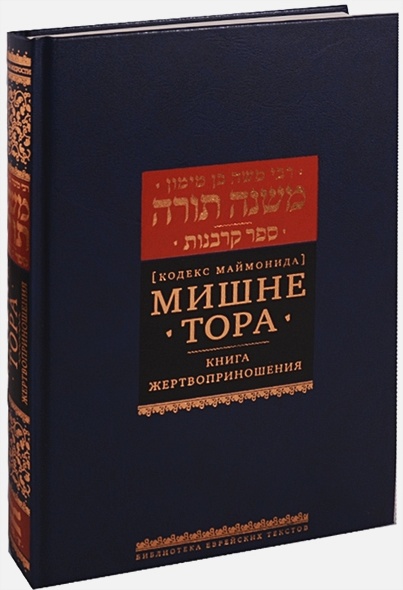 רבי משה בן מימון
משנה תורה
ספר קרבנות
[КОДЕКС МАЙМОНИДА]
МИШНЕ
· ТОРА ·
КНИГА
ЖЕРТВОПРИНОШЕНИЯ
БИБЛИОТЕКА ЕВРЕЙСКИХ ТЕКСТОВ
ТОРА
ЖЕРТВОПРИНОШЕНИЯ